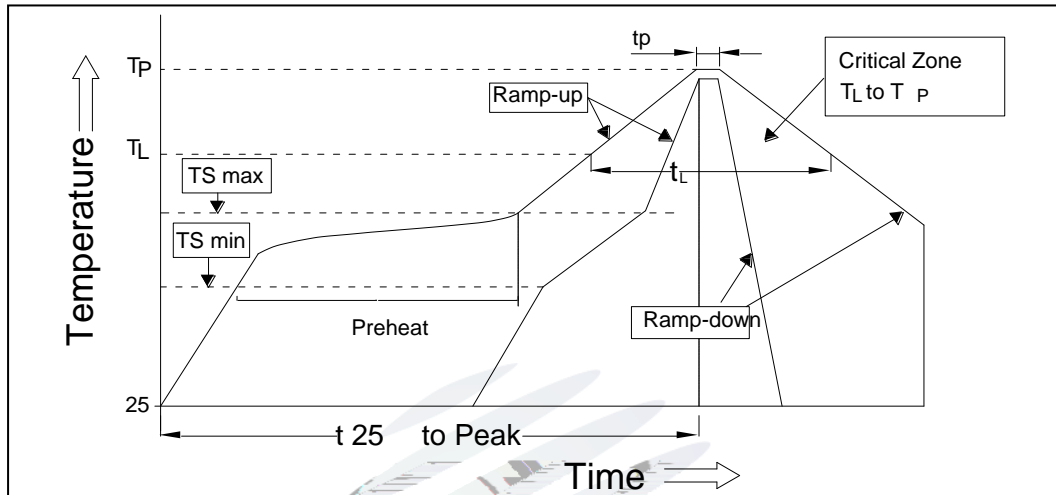 tp
TP
Critical Zone
TL to T P
Ramp-up
TL
tL
TS max
TS min
Preheat
Ramp-down
25
t 25 to Peak
Time
Temperature